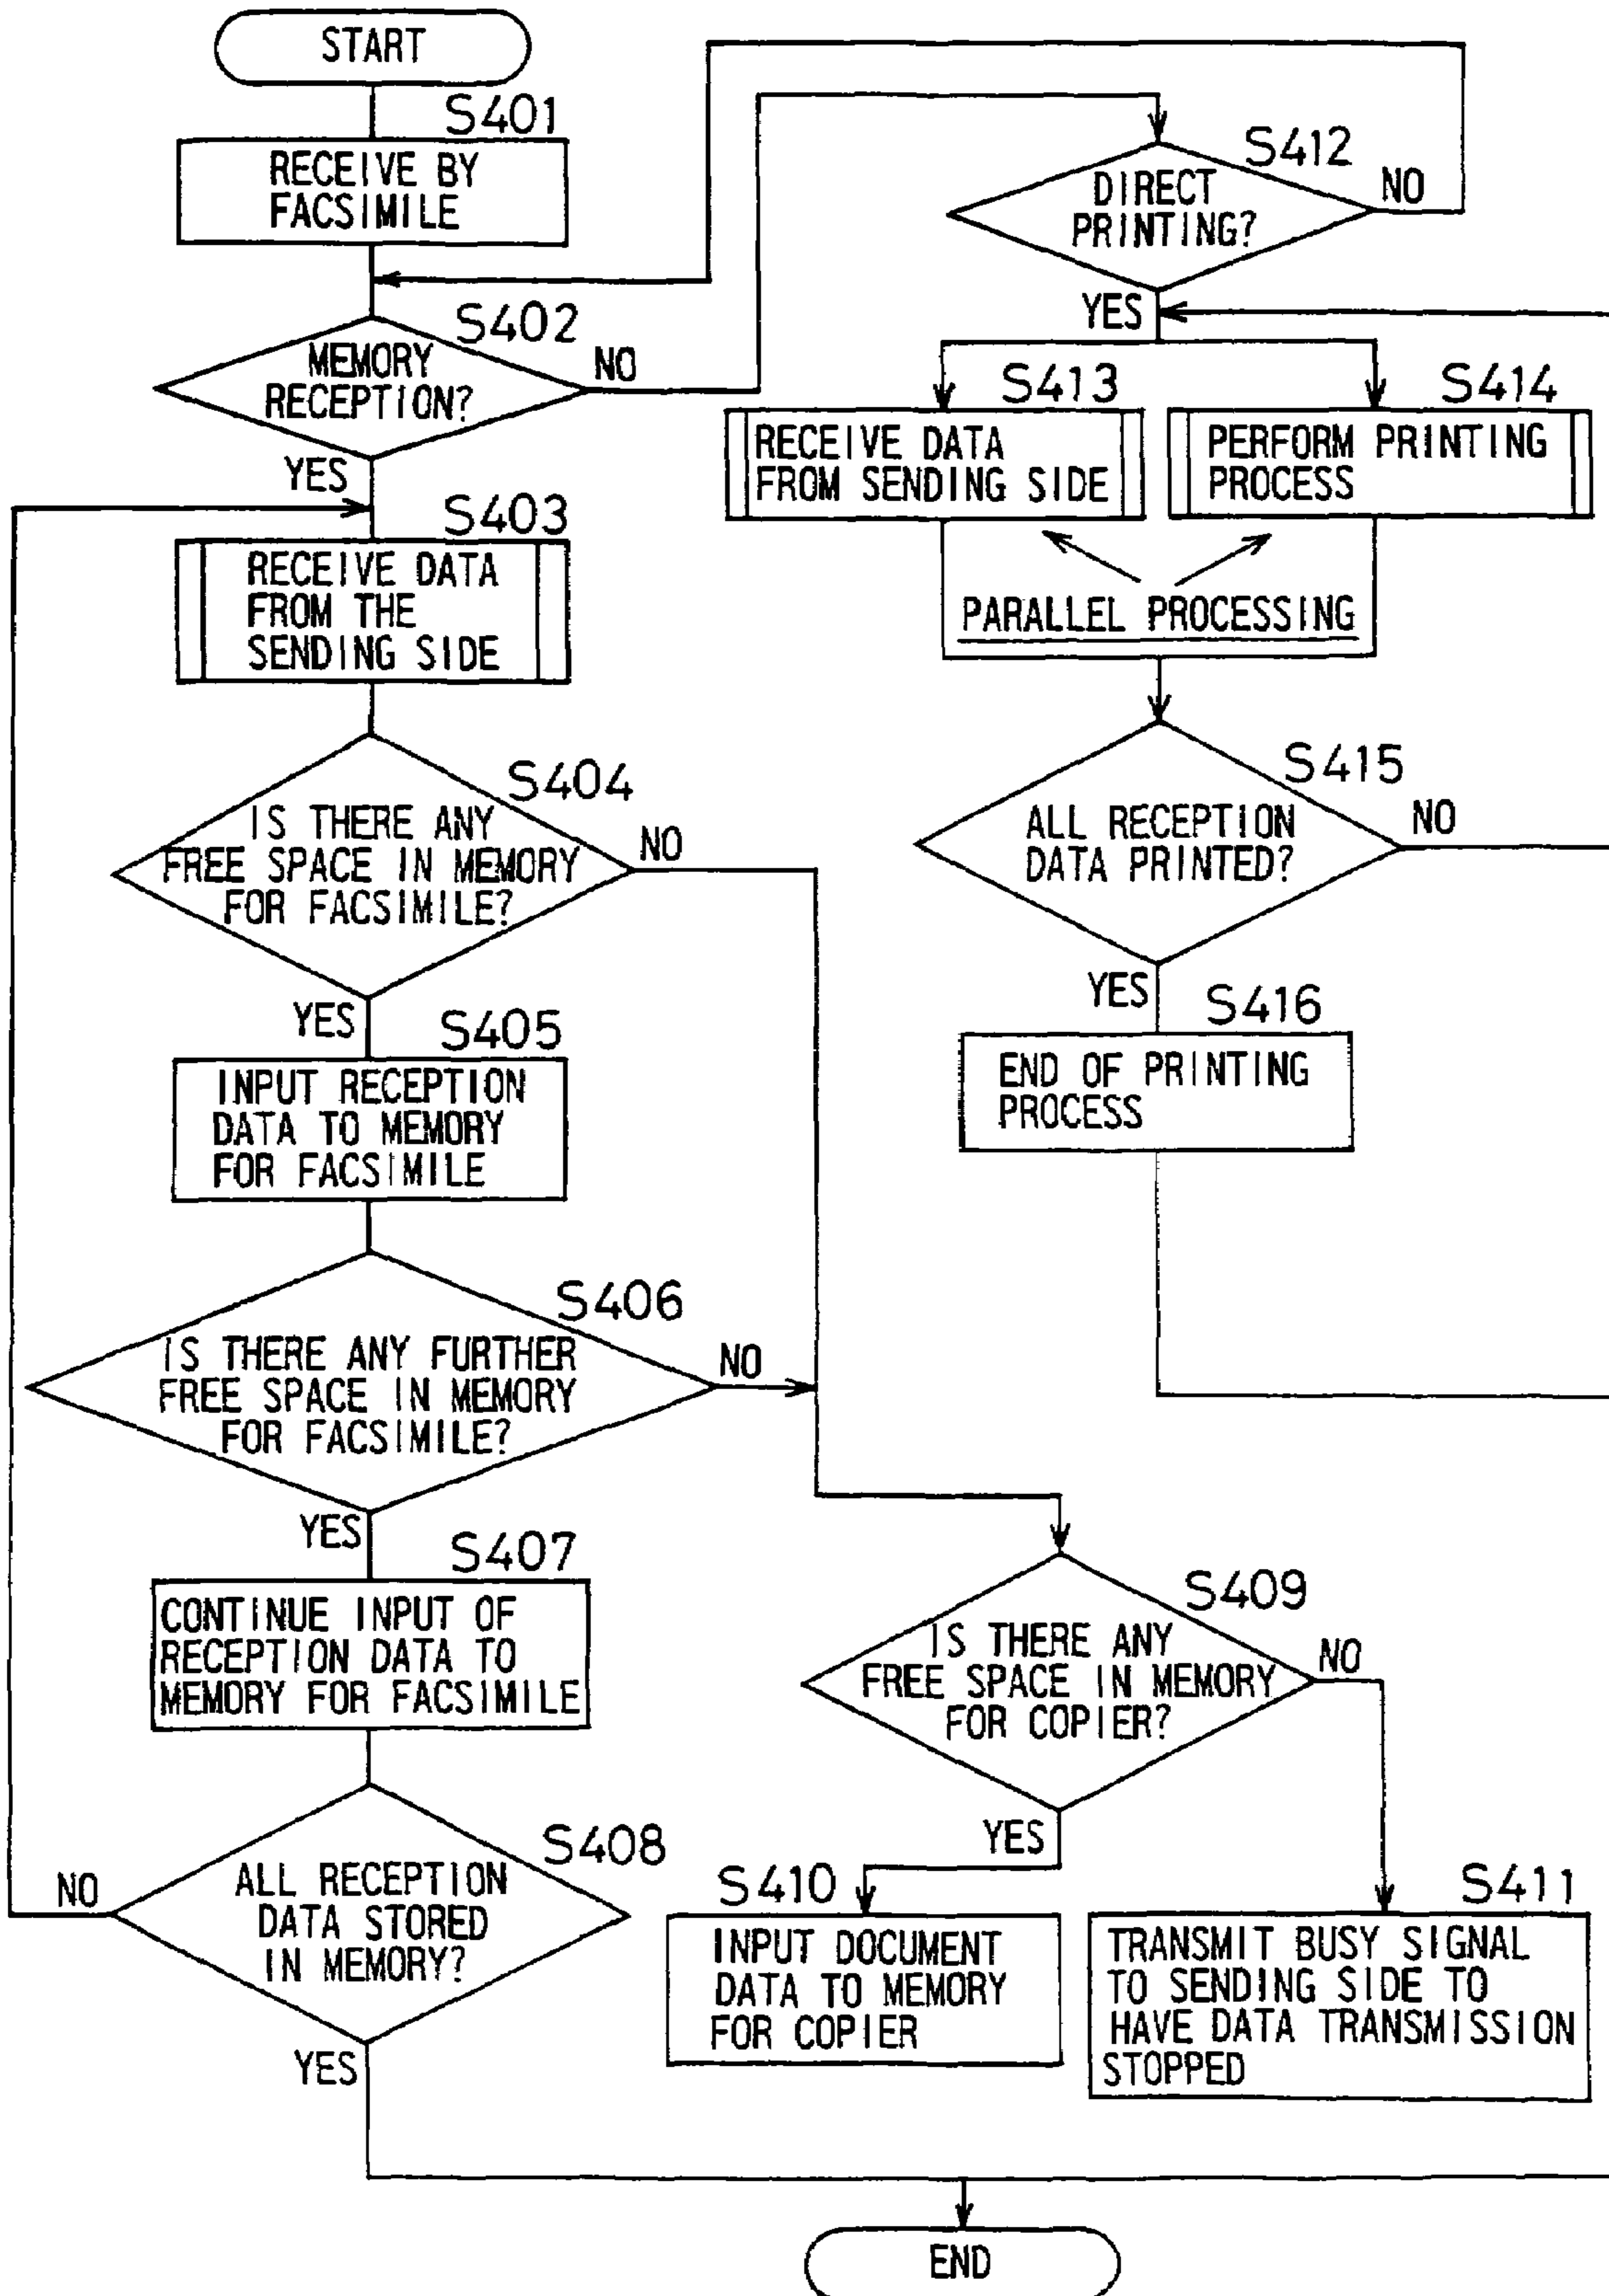 START
S401
RECEIVE BY
FACSIMILE
S402
MEMORY
RECEPTION?
NO
YES
S403
RECEIVE DATA
FROM THE
SENDING SIDE
S404
IS THERE ANY
FREE SPACE IN MEMORY
FOR FACSIMILE?
NO
YES
S405
INPUT RECEPTION
DATA TO MEMORY
FOR FACSIMILE
S406
IS THERE ANY FURTHER
FREE SPACE IN MEMORY
FOR FACSIMILE?
NO
YES
S407
CONTINUE INPUT OF
RECEPTION DATA TO
MEMORY FOR FACSIMILE
S408
ALL RECEPTION
DATA STORED
IN MEMORY?
NO
YES
S412
DIRECT
PRINTING?
NO
YES
S413
RECEIVE DATA
FROM SENDING SIDE
S414
PERFORM PRINTING
PROCESS
PARALLEL PROCESSING
S415
ALL RECEPTION
DATA PRINTED?
NO
YES
S416
END OF PRINTING
PROCESS
S409
IS THERE ANY
FREE SPACE IN MEMORY
FOR COPIER?
NO
YES
S410
INPUT DOCUMENT
DATA TO MEMORY
FOR COPIER
S411
TRANSMIT BUSY SIGNAL
TO SENDING SIDE TO
HAVE DATA TRANSMISSION
STOPPED
END